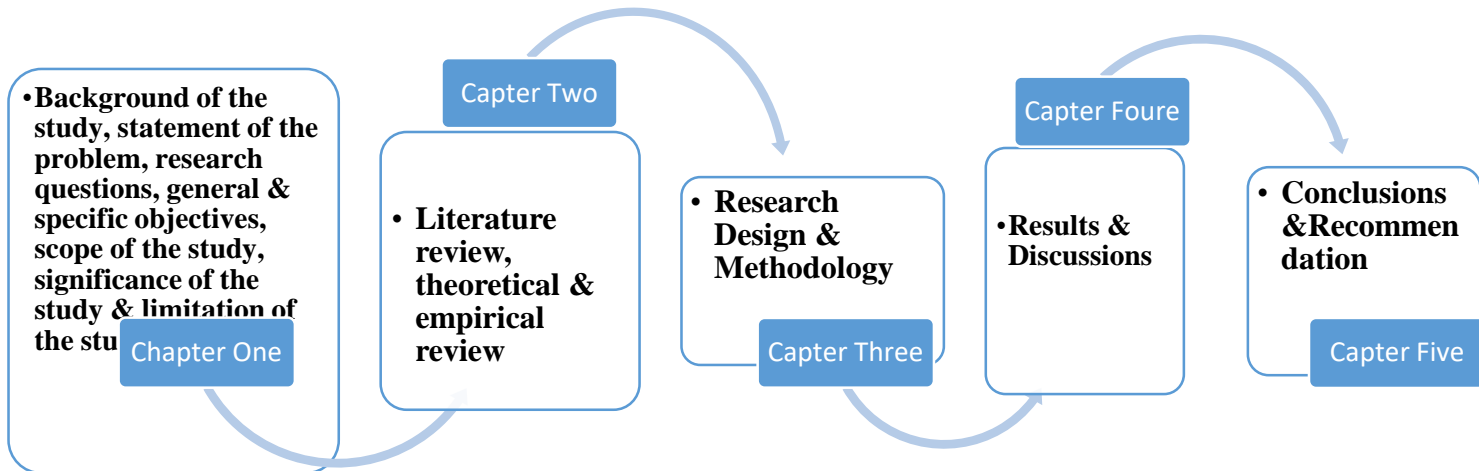 •Background of the
study, statement of the
problem, research
questions, general &
specific objectives,
scope of the study,
significance of the
study & limitation of
the stu
Chapter One
Capter Two
• Literature
review,
theoretical &
empirical
review
• Research
Design &
Methodology
Capter Three
Capter Foure
•Results &
Discussions
• Conclusions
&Recommen
dation
Capter Five